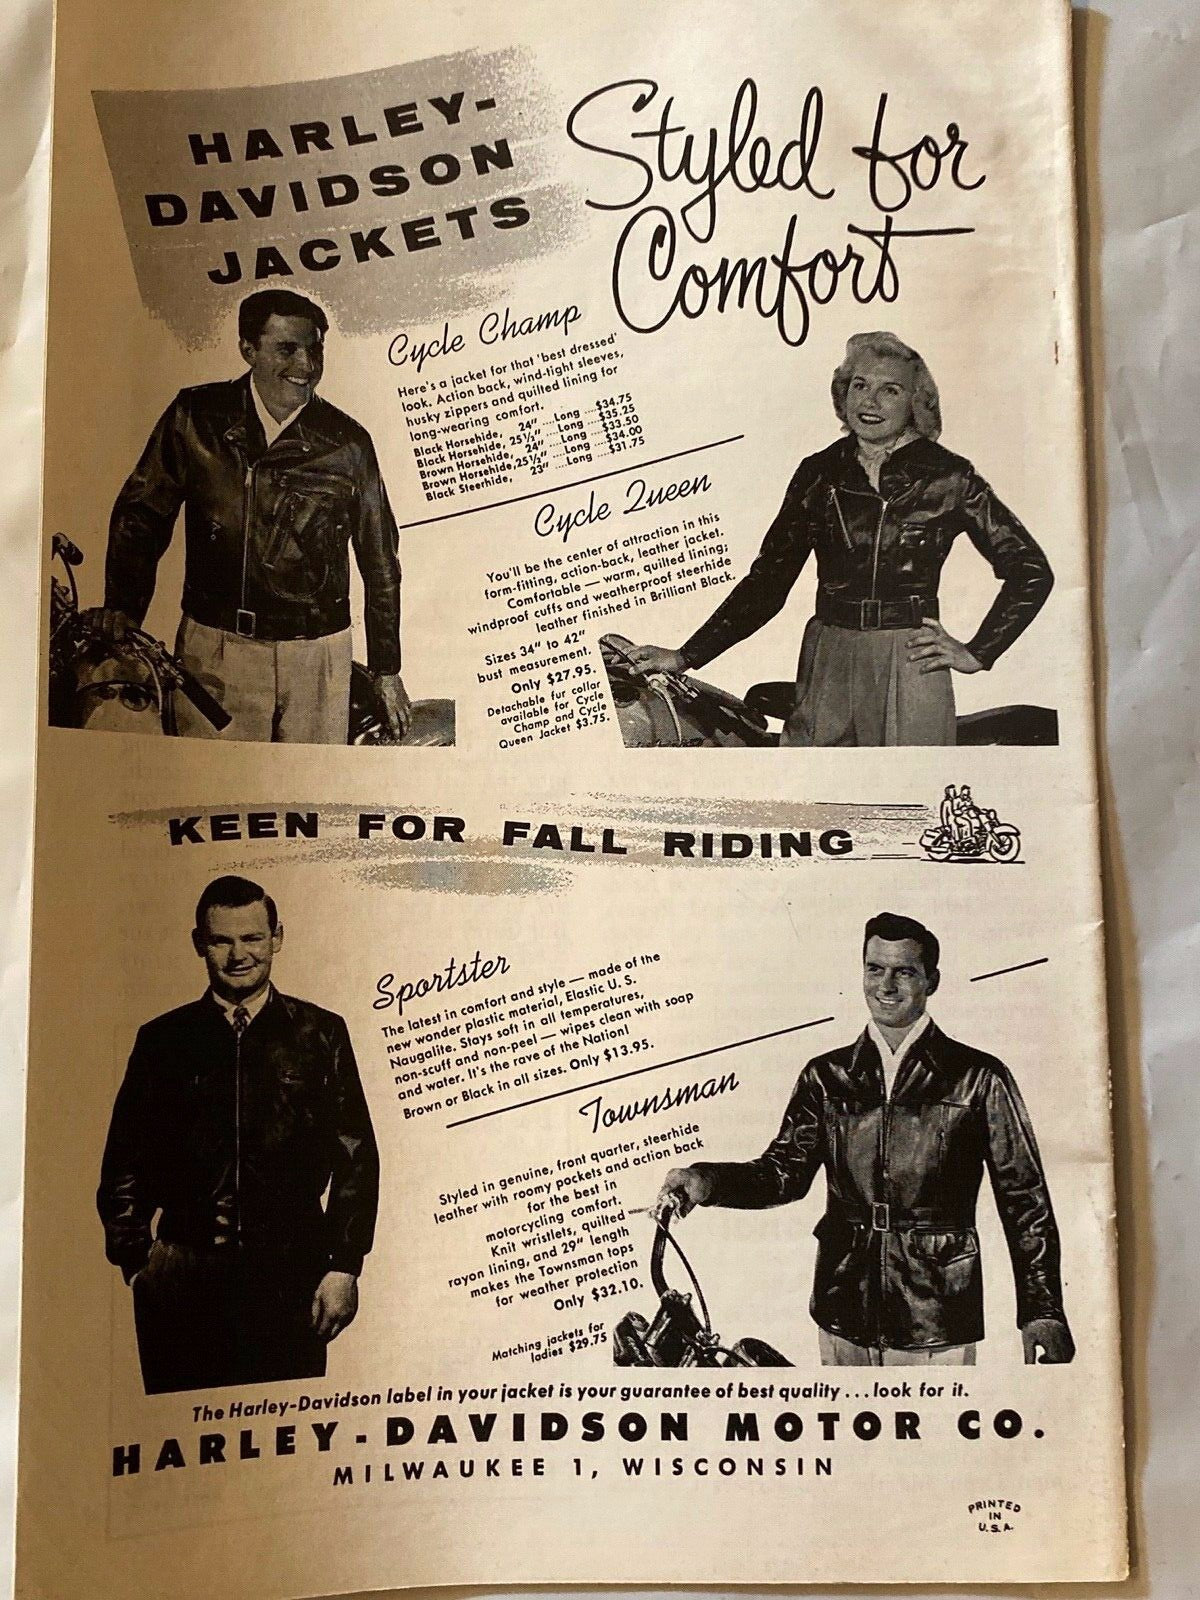 HARLEY-
DAVIDSON
JACKETS
Styled for
Comfort
Cycle Champ
Here's a jacket for that 'best dressed'
look. Action back, wind-tight sleeves,
husky zippers and quilted lining for
long-wearing comfort.
Black Horsehide, 24" ....Long ....$34.75
Black Horsehide, 25½" ....Long ....$35.25
Brown Horsehide, 24" ....Long ....$33.50
Brown Horsehide, 25½" ....Long ....$34.00
Black Steerhide, 23" ....Long ....$31.75
Cycle Queen
You'll be the center of attraction in this
form-fitting, action-back, leather jacket.
Comfortable — warm, quilted lining;
windproof cuffs and weatherproof steerhide
leather finished in Brilliant Black.
Sizes 34" to 42"
bust measurement.
Only $27.95.
Detachable fur collar
available for Cycle
Champ and Cycle
Queen Jacket $3.75.
KEEN FOR FALL RIDING
Sportster
The latest in comfort and style — made of the
new wonder plastic material, Elastic U. S.
Naugalite. Stays soft in all temperatures,
non-scuff and non-peel — wipes clean with soap
and water. It's the rave of the Nation!
Brown or Black in all sizes. Only $13.95.
Townsman
Styled in genuine, front quarter, steerhide
leather with roomy pockets and action back
for the best in
motorcycling comfort.
Knit wristlets, quilted
rayon lining, and 29" length
makes the Townsman tops
for weather protection
Only $32.10.
Matching jackets for
ladies $29.75
The Harley-Davidson label in your jacket is your guarantee of best quality ... look for it.
HARLEY-DAVIDSON MOTOR CO.
MILWAUKEE 1, WISCONSIN
PRINTED
IN
U.S.A.